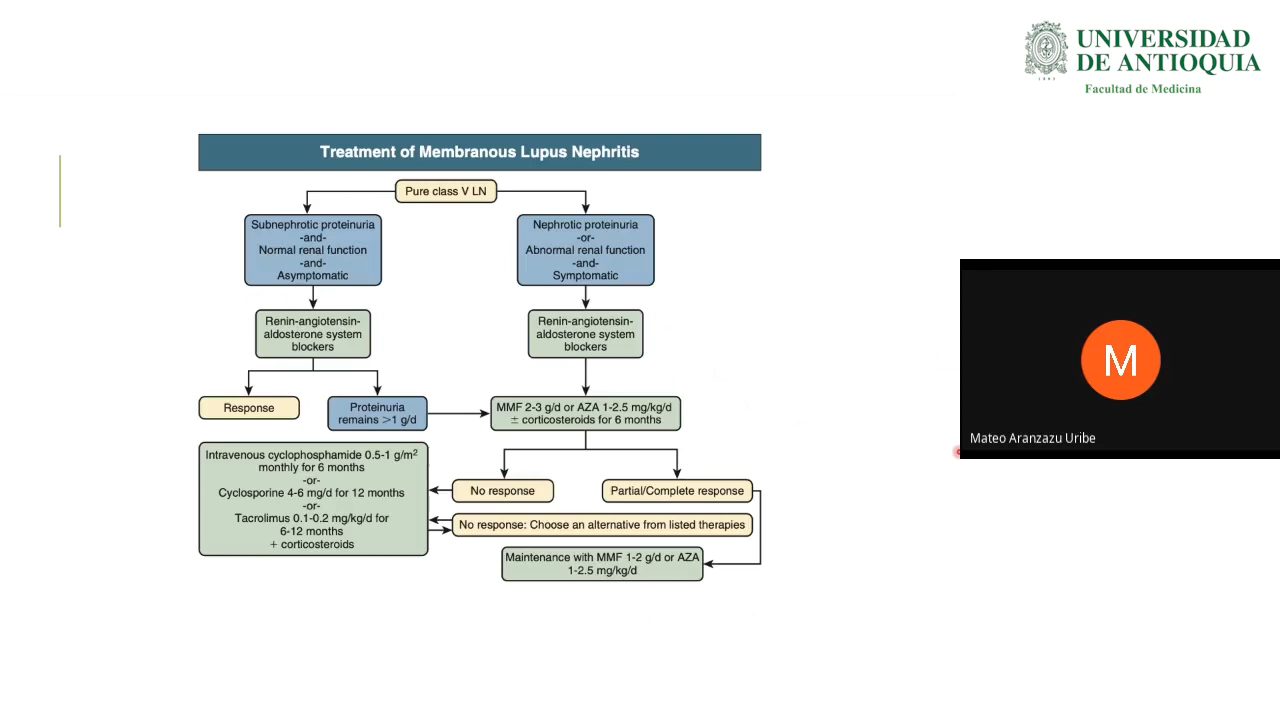 UNIVERSIDAD
DE ANTIOQUIA
1803
Facultad de Medicina
Treatment of Membranous Lupus Nephritis
Pure class V LN
Subnephrotic proteinuria
-and-
Normal renal function
-and-
Asymptomatic
Nephrotic proteinuria
-or-
Abnormal renal function
-and-
Symptomatic
Renin-angiotensin-
aldosterone system
blockers
Renin-angiotensin-
aldosterone system
blockers
Response
Proteinuria
remains >1 g/d
MMF 2-3 g/d or AZA 1-2.5 mg/kg/d
± corticosteroids for 6 months
Intravenous cyclophosphamide 0.5-1 g/m²
monthly for 6 months
-or-
Cyclosporine 4-6 mg/d for 12 months
-or-
Tacrolimus 0.1-0.2 mg/kg/d for
6-12 months
+ corticosteroids
No response
Partial/Complete response
No response: Choose an alternative from listed therapies
Maintenance with MMF 1-2 g/d or AZA
1-2.5 mg/kg/d
M
Mateo Aranzazu Uribe